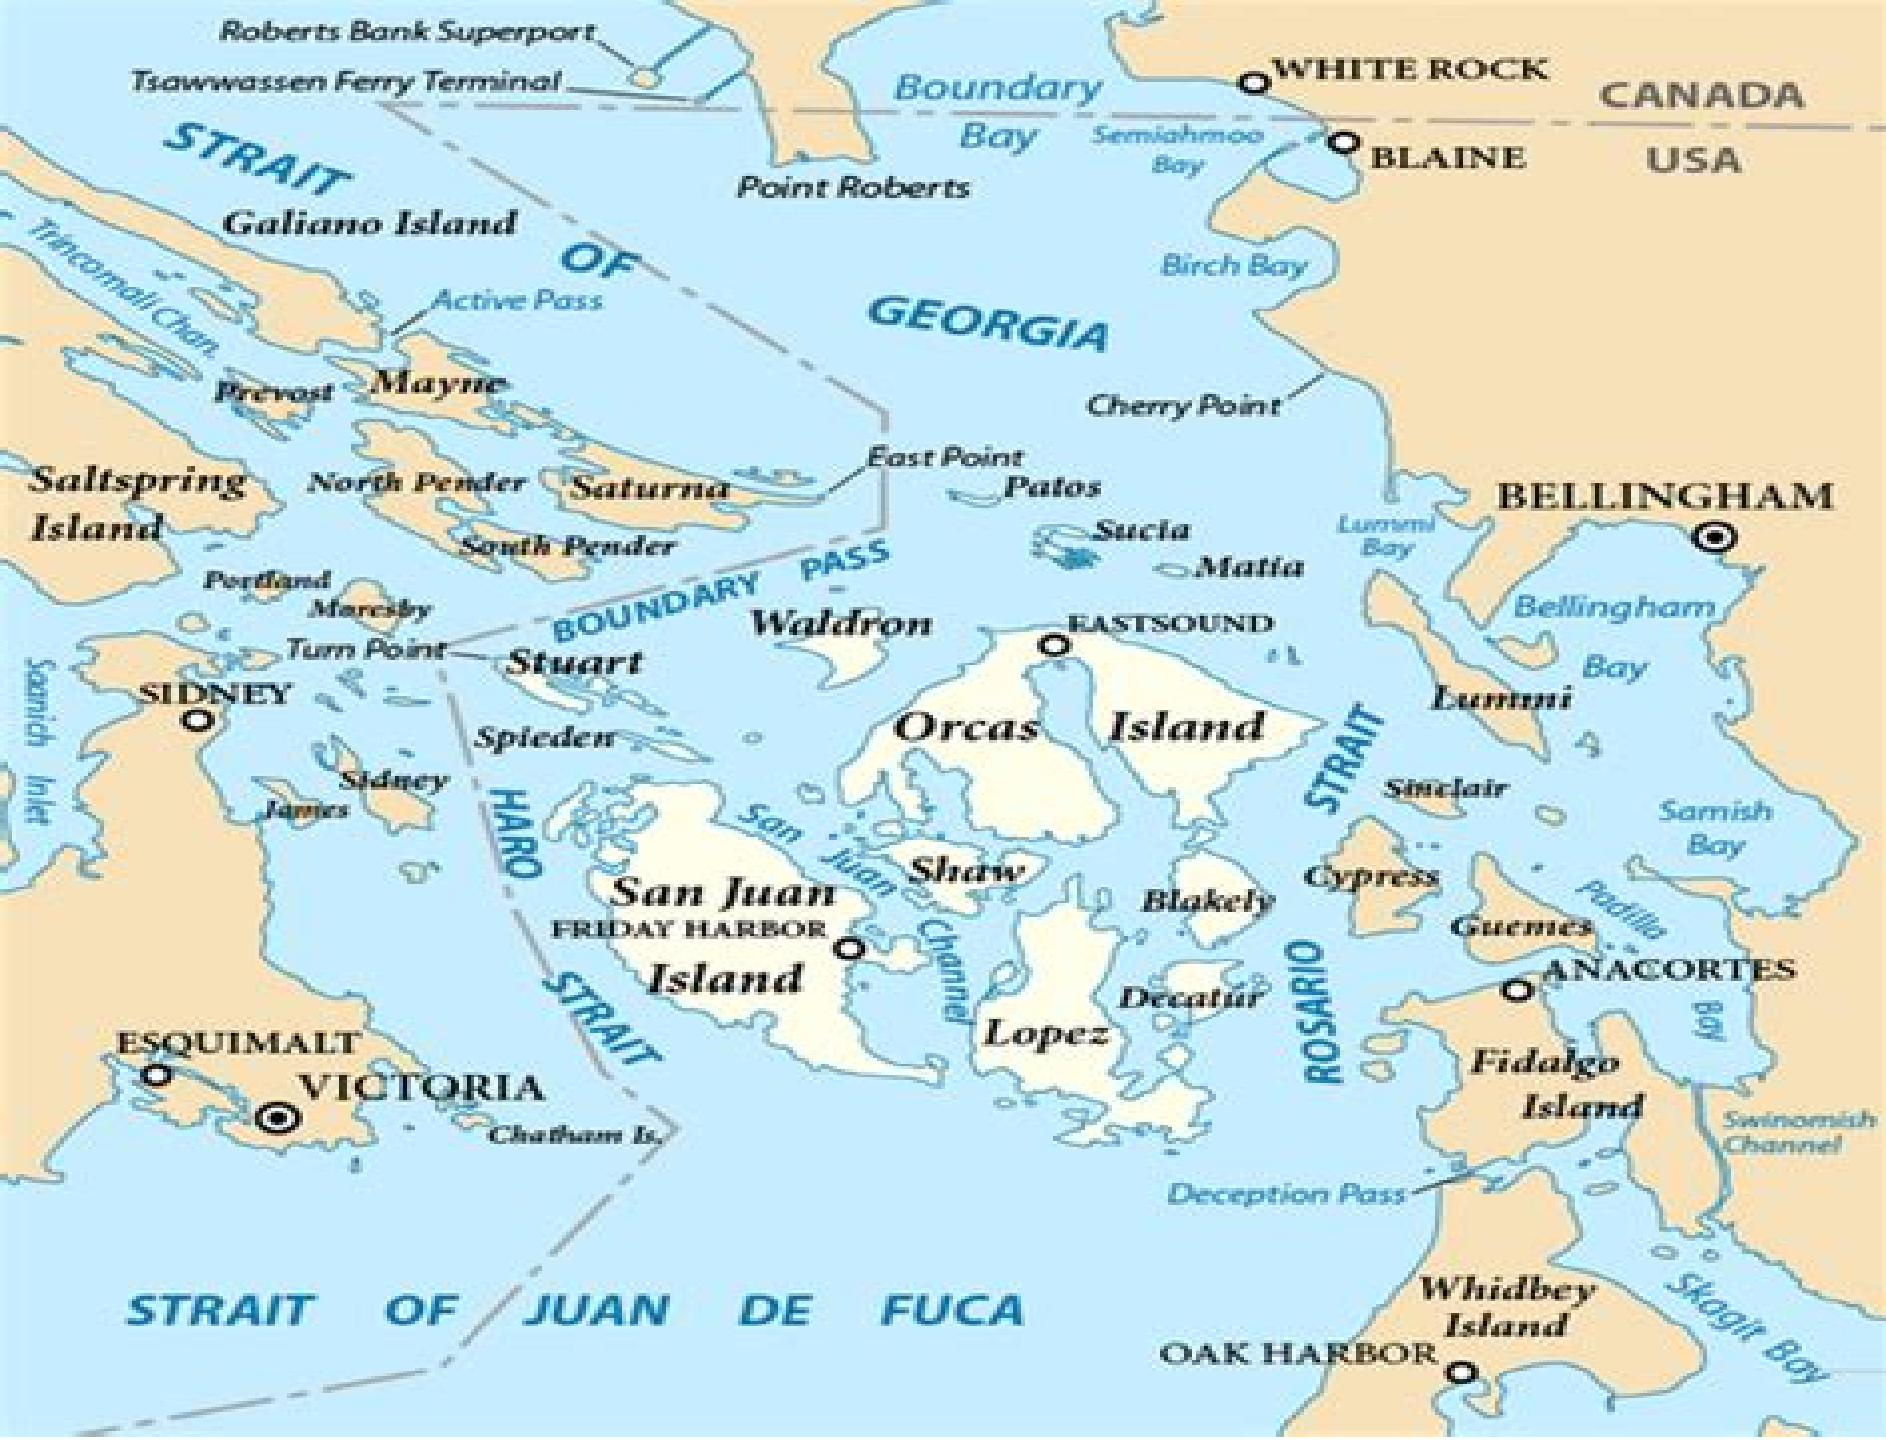 Roberts Bank Superport
Tsawwassen Ferry Terminal
WHITE ROCK
CANADA
Boundary
Bay
Semiahmoo
Bay
BLAINE
USA
STRAIT
OF
GEORGIA
Point Roberts
Galiano Island
Trincomali Chan.
Active Pass
Birch Bay
Cherry Point
Prevost
Mayne
East Point
Patos
Saltspring
Island
North Pender
Saturna
BELLINGHAM
Sucia
Lummi
Bay
South Pender
Matia
BOUNDARY PASS
Portland
Moresby
Waldron
EASTSOUND
Bellingham
Bay
Turn Point
Stuart
Saanich Inlet
SIDNEY
Lummi
Spieden
Orcas Island
Sidney
James
Sinclair
HARO
STRAIT
San Juan Channel
Samish
Bay
Shaw
San Juan
Island
FRIDAY HARBOR
Blakely
Cypress
Guemes
Padilla
Bay
ROSARIO
STRAIT
ANACORTES
Decatur
Lopez
ESQUIMALT
VICTORIA
Fidalgo
Island
Chatham Is.
Swinomish
Channel
Deception Pass
STRAIT OF JUAN DE FUCA
Whidbey
Island
Skagit Bay
OAK HARBOR